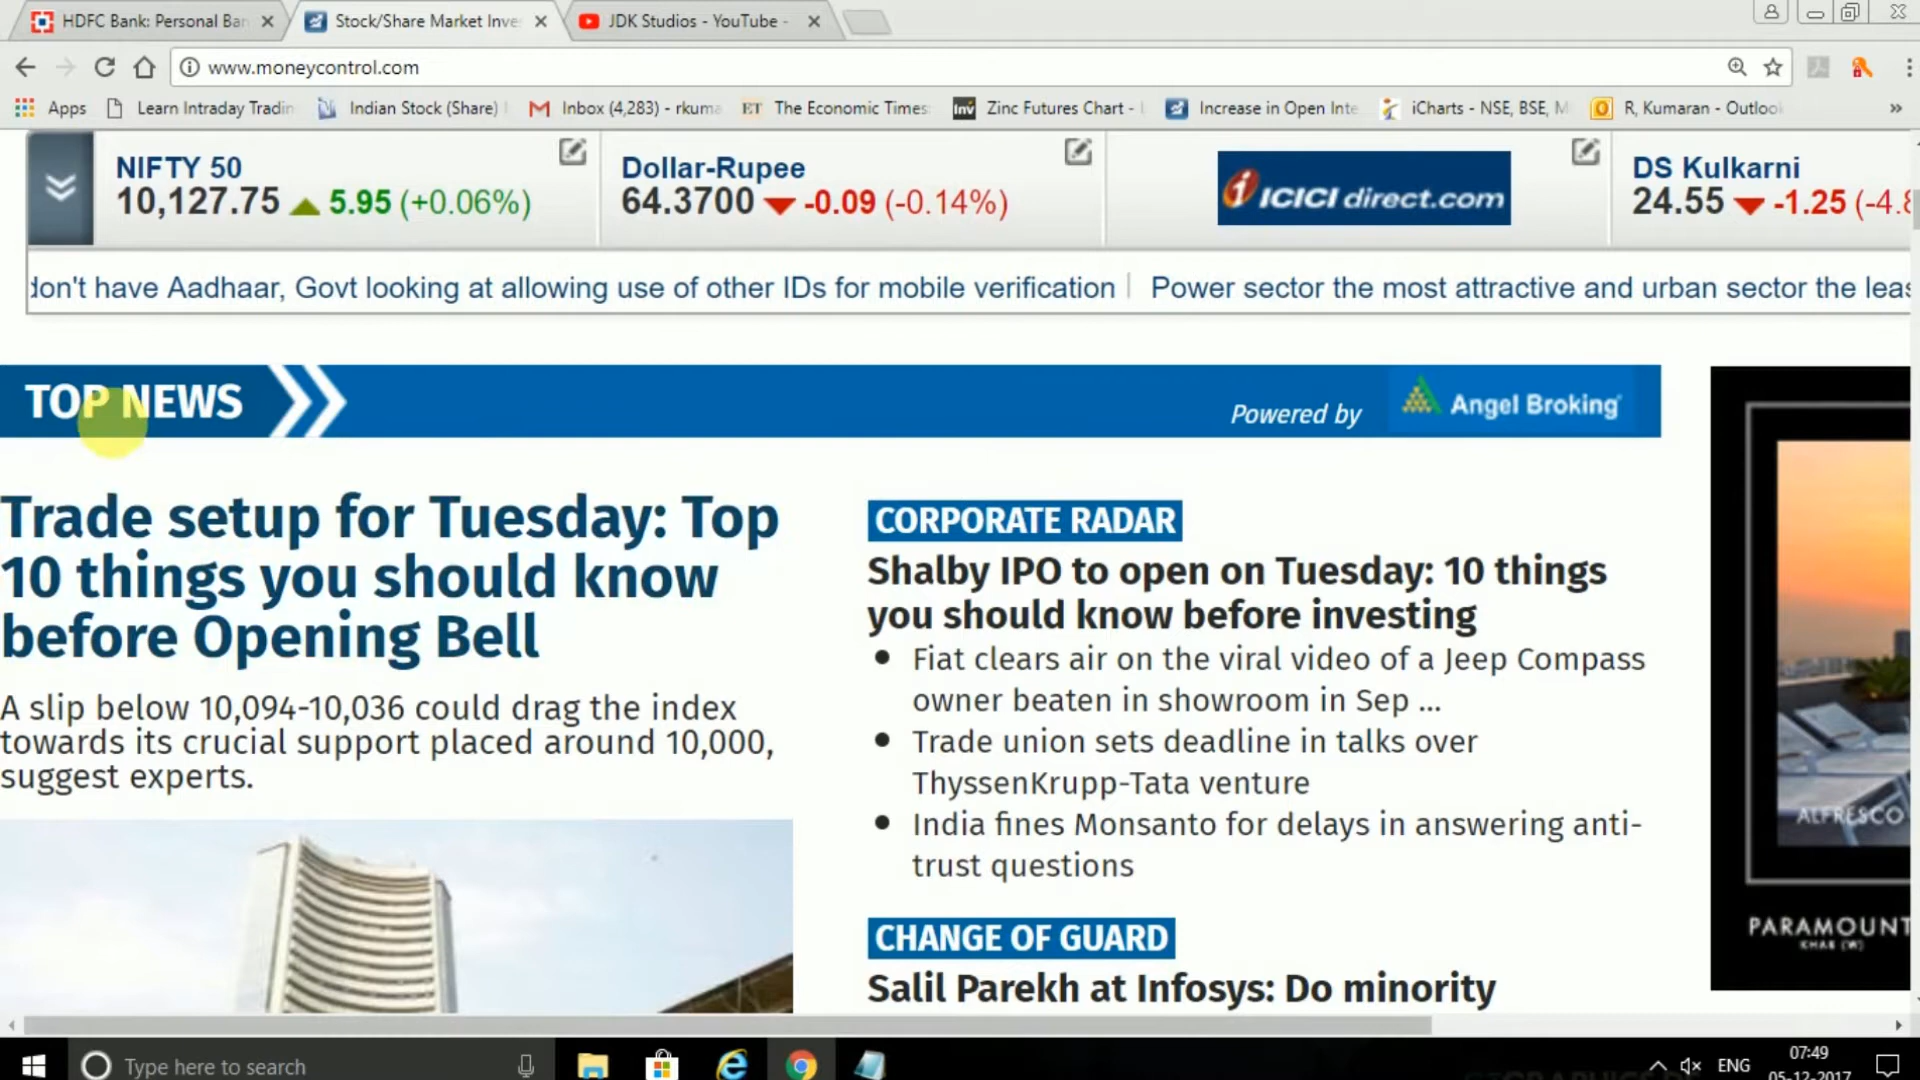 HDFC Bank: Personal Ban
Stock/Share Market Inve
JDK Studios - YouTube -
www.moneycontrol.com
Apps
Learn Intraday Tradin
Indian Stock (Share)
Inbox (4,283) - rkuma
ET The Economic Times
Inv Zinc Futures Chart -
Increase in Open Inte
iCharts - NSE, BSE, M
R, Kumaran - Outlook
NIFTY 50
10,127.75 5.95 (+0.06%)
Dollar-Rupee
64.3700 -0.09 (-0.14%)
ICICI direct.com
DS Kulkarni
24.55 -1.25 (-4.8
don't have Aadhaar, Govt looking at allowing use of other IDs for mobile verification
Power sector the most attractive and urban sector the leas
TOP NEWS
Powered by
Angel Broking
Trade setup for Tuesday: Top
10 things you should know
before Opening Bell
A slip below 10,094-10,036 could drag the index
towards its crucial support placed around 10,000,
suggest experts.
CORPORATE RADAR
Shalby IPO to open on Tuesday: 10 things
you should know before investing
• Fiat clears air on the viral video of a Jeep Compass
owner beaten in showroom in Sep ...
• Trade union sets deadline in talks over
ThyssenKrupp-Tata venture
• India fines Monsanto for delays in answering anti-
trust questions
CHANGE OF GUARD
Salil Parekh at Infosys: Do minority
ALFRESCO
PARAMOUNT
KHAR (W)
Type here to search
ENG
07:49
05-12-2017